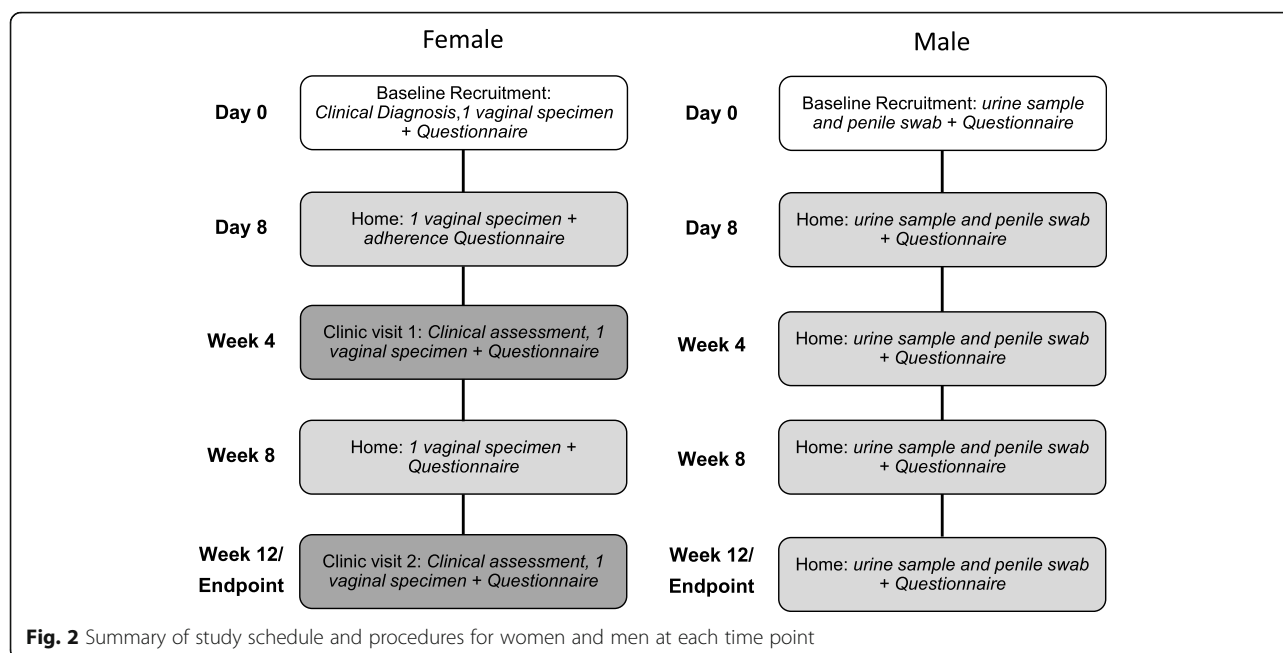 Female
Day 0
Baseline Recruitment:
Clinical Diagnosis,1 vaginal specimen
+ Questionnaire
Day 8
Home: 1 vaginal specimen +
adherence Questionnaire
Week 4
Clinic visit 1: Clinical assessment, 1
vaginal specimen + Questionnaire
Week 8
Home: 1 vaginal specimen +
Questionnaire
Week 12/
Endpoint
Clinic visit 2: Clinical assessment, 1
vaginal specimen + Questionnaire
Male
Day 0
Baseline Recruitment: urine sample
and penile swab + Questionnaire
Day 8
Home: urine sample and penile swab
+ Questionnaire
Week 4
Home: urine sample and penile swab
+ Questionnaire
Week 8
Home: urine sample and penile swab
+ Questionnaire
Week 12/
Endpoint
Home: urine sample and penile swab
+ Questionnaire
Fig. 2 Summary of study schedule and procedures for women and men at each time point